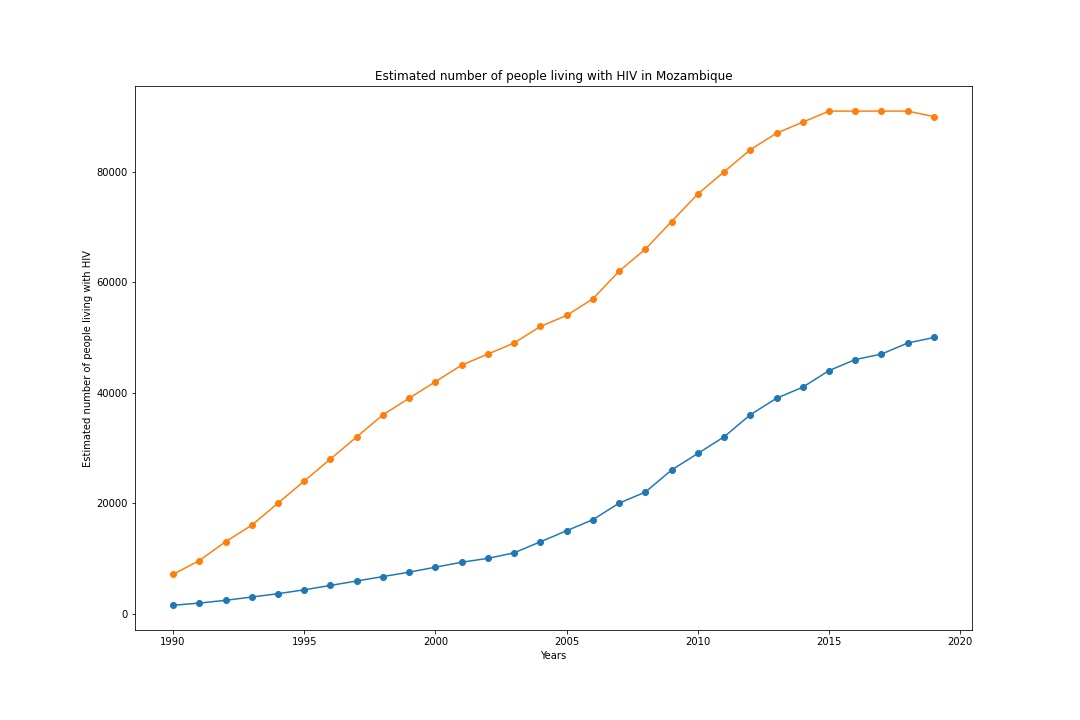 Estimated number of people living with HIV in Mozambique
Estimated number of people living with HIV
80000
60000
40000
20000
0
1990 1995 2000 2005 2010 2015 2020
Years